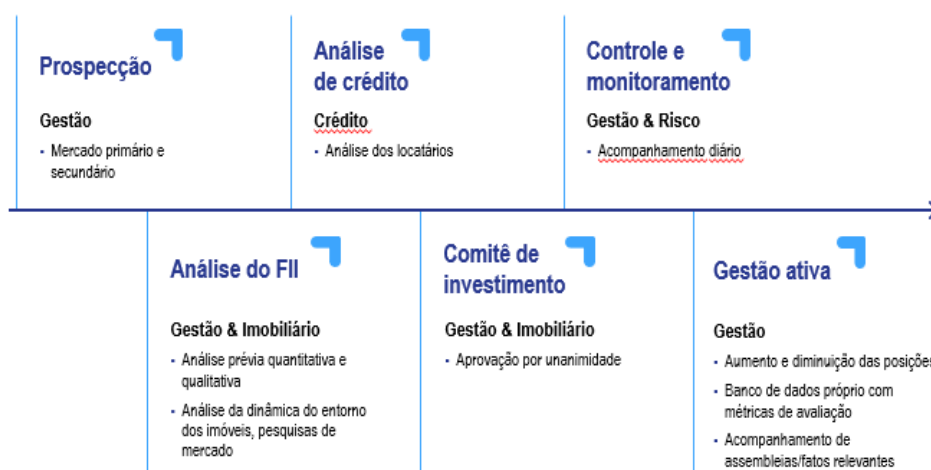 Prospecção
Gestão
▪ Mercado primário e
secundário
Análise
de crédito
Crédito
▪ Análise dos locatários
Controle e
monitoramento
Gestão & Risco
▪ Acompanhamento diário
Análise do FII
Gestão & Imobiliário
▪ Análise prévia quantitativa e
qualitativa
▪ Análise da dinâmica do entorno
dos imóveis, pesquisas de
mercado
Comitê de
investimento
Gestão & Imobiliário
▪ Aprovação por unanimidade
Gestão ativa
Gestão
▪ Aumento e diminuição das posições
▪ Banco de dados próprio com
métricas de avaliação
▪ Acompanhamento de
assembleias/fatos relevantes